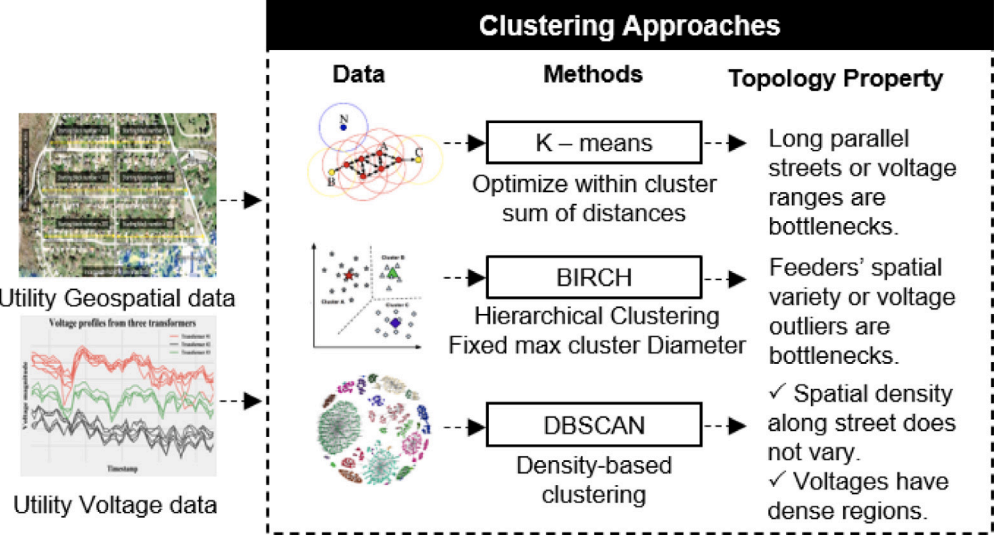 Clustering Approaches
Data
Methods
Topology Property
N
A
C
B
K – means
Optimize within cluster
sum of distances
Long parallel
streets or voltage
ranges are
bottlenecks.
Utility Geospatial data
Cluster A
Cluster B
Cluster C
BIRCH
Hierarchical Clustering
Fixed max cluster Diameter
Feeders’ spatial
variety or voltage
outliers are
bottlenecks.
Voltage profiles from three transformers
Transformer #1
Transformer #2
Transformer #3
Voltage magnitude
Timestamp
Utility Voltage data
DBSCAN
Density-based
clustering
✓ Spatial density
along street does
not vary.
✓ Voltages have
dense regions.